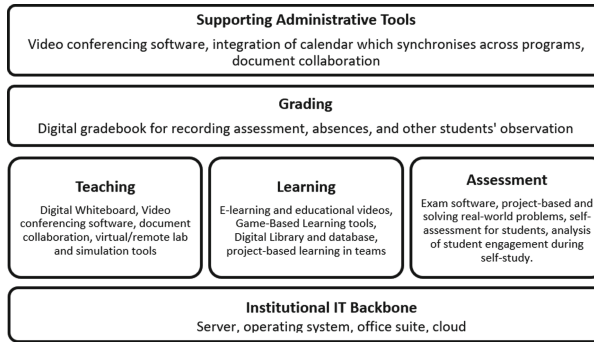 Supporting Administrative Tools
Video conferencing software, integration of calendar which synchronises across programs,
document collaboration
Grading
Digital gradebook for recording assessment, absences, and other students' observation
Teaching
Digital Whiteboard, Video
conferencing software, document
collaboration, virtual/remote lab
and simulation tools
Learning
E-learning and educational videos,
Game-Based Learning tools,
Digital Library and database,
project-based learning in teams
Assessment
Exam software, project-based and
solving real-world problems, self-
assessment for students, analysis
of student engagement during
self-study.
Institutional IT Backbone
Server, operating system, office suite, cloud